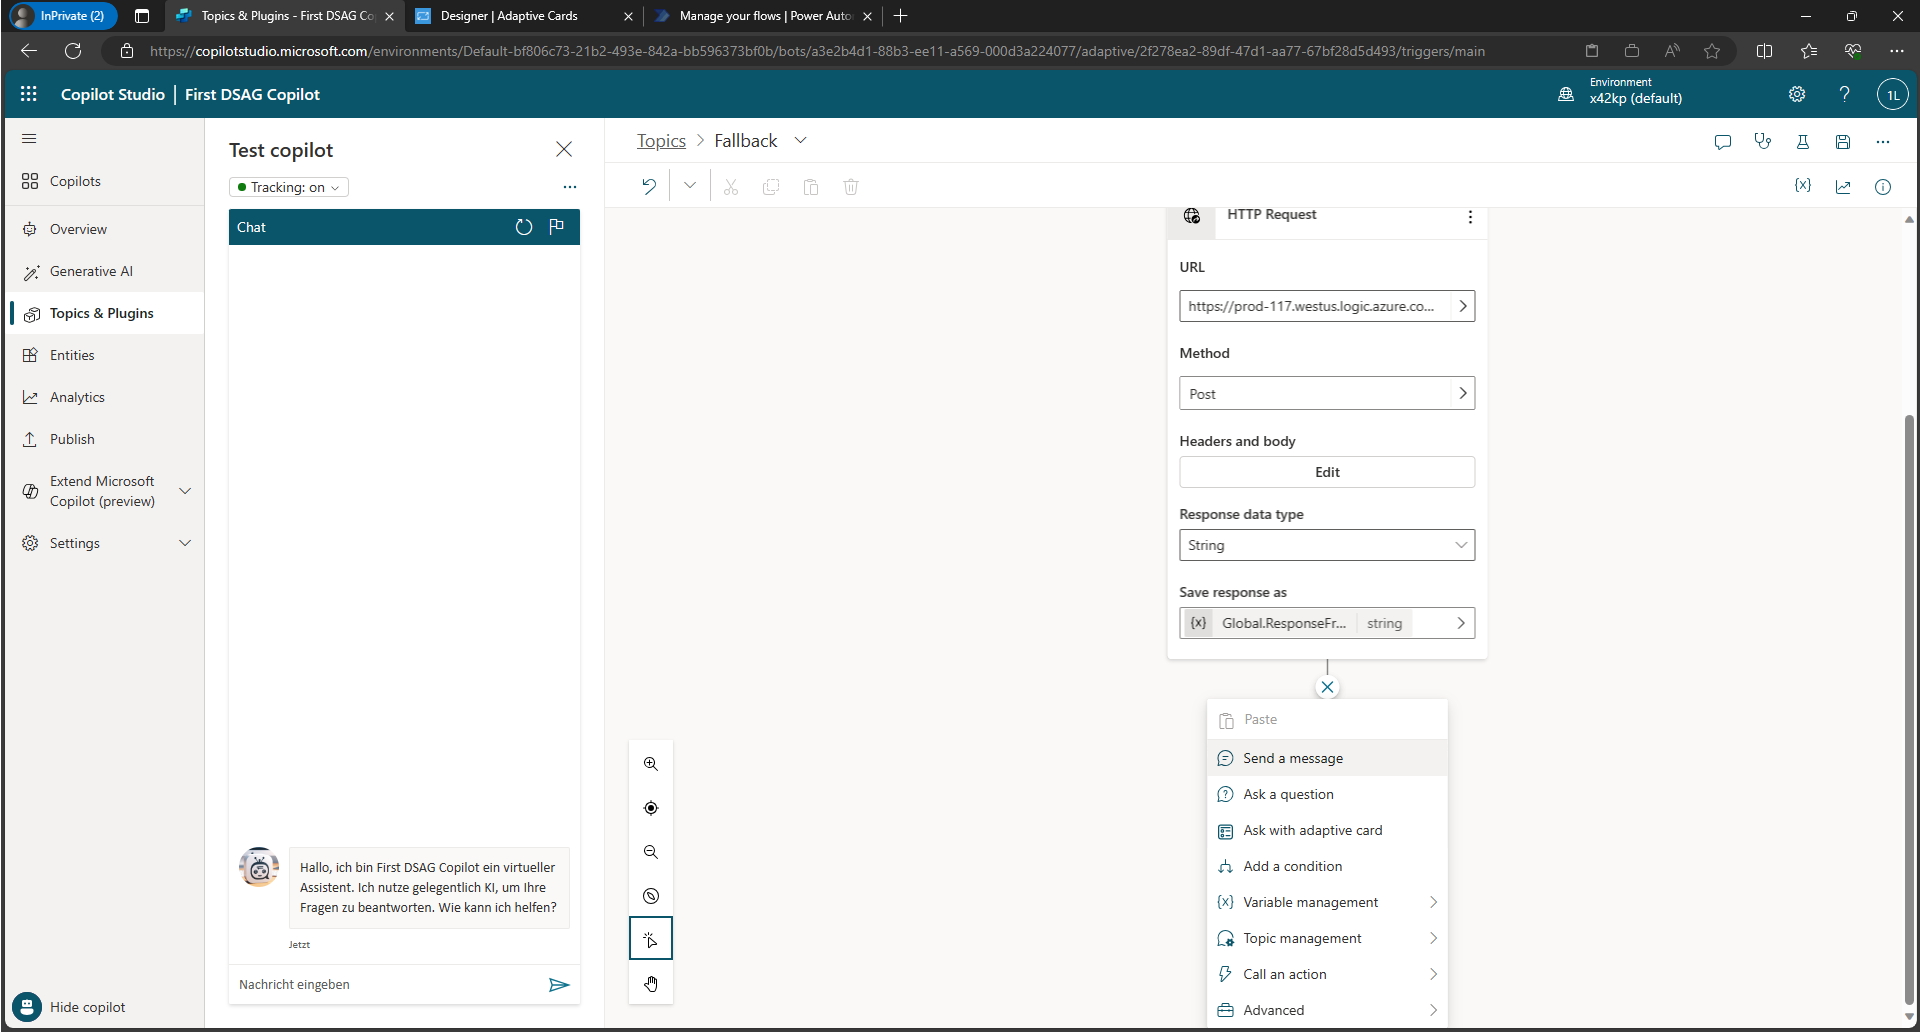 InPrivate (2)
Topics & Plugins - First DSAG Co
Designer | Adaptive Cards
Manage your flows | Power Auto
https://copilotstudio.microsoft.com/environments/Default-bf806c73-21b2-493e-842a-bb596373bf0b/bots/a3e2b4d1-88b3-ee11-a569-000d3a224077/adaptive/2f278ea2-89df-47d1-aa77-67bf28d5d493/triggers/main
Copilot Studio | First DSAG Copilot
Environment
x42kp (default)
1L
Copilots
Overview
Generative AI
Topics & Plugins
Entities
Analytics
Publish
Extend Microsoft
Copilot (preview)
Settings
Hide copilot
Test copilot
Tracking: on
Chat
Hallo, ich bin First DSAG Copilot ein virtueller
Assistent. Ich nutze gelegentlich KI, um Ihre
Fragen zu beantworten. Wie kann ich helfen?
Jetzt
Nachricht eingeben
Topics > Fallback
HTTP Request
URL
https://prod-117.westus.logic.azure.co...
Method
Post
Headers and body
Edit
Response data type
String
Save response as
{x} Global.ResponseFr... string
Paste
Send a message
Ask a question
Ask with adaptive card
Add a condition
{x} Variable management
Topic management
Call an action
Advanced